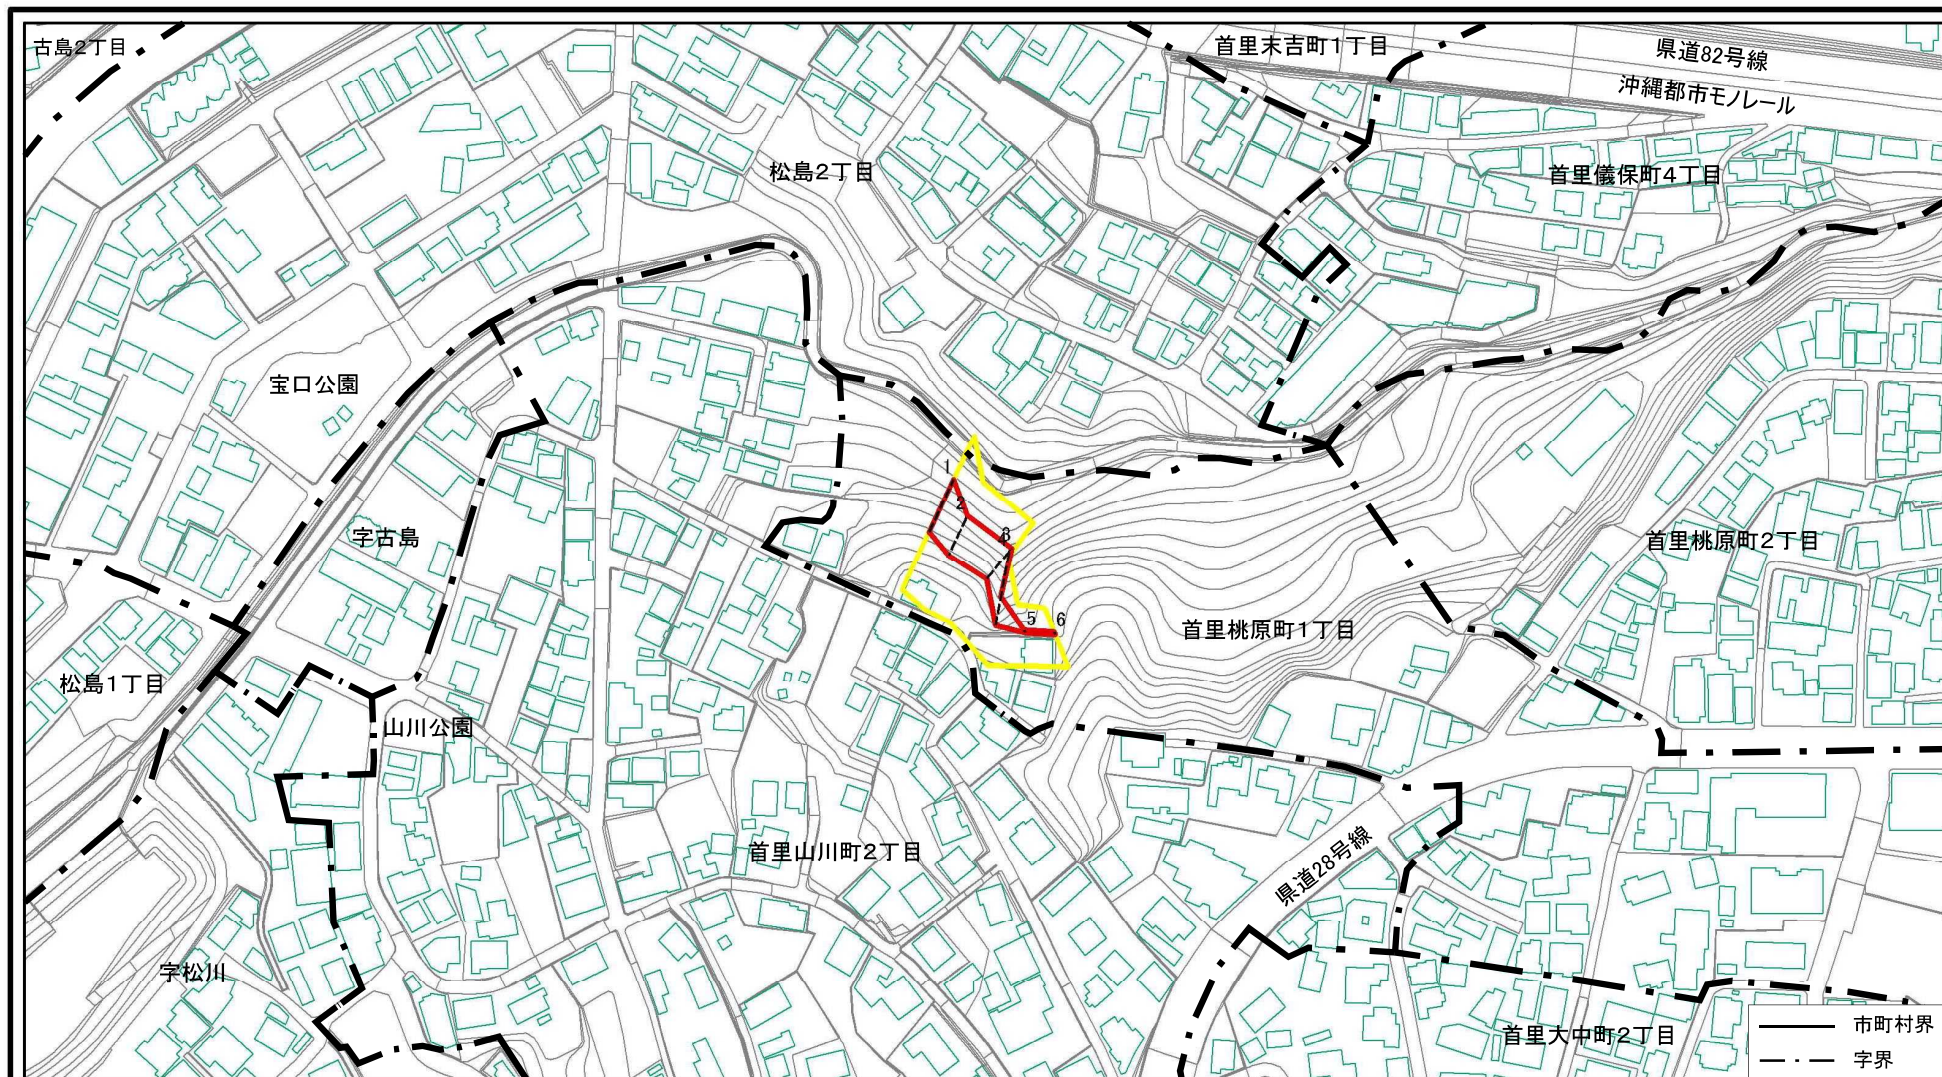 古島2丁目
首里末吉町1丁目
県道82号線
沖縄都市モノレール
松島2丁目
首里儀保町4丁目
宝口公園
1
2
3
4
字古島
首里桃原町2丁目
5
6
首里桃原町1丁目
松島1丁目
山川公園
首里山川町2丁目
県道28号線
字松川
首里大中町2丁目
市町村界
字界